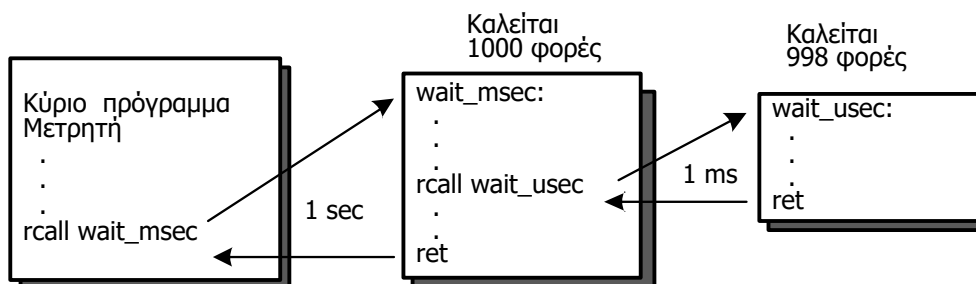 Κύριο πρόγραμμα
Μετρητή
.
.
.
rcall wait_msec
1 sec
Καλείται
1000 φορές
wait_msec:
.
.
.
rcall wait_usec
.
.
ret
1 ms
Καλείται
998 φορές
wait_usec:
.
.
.
ret